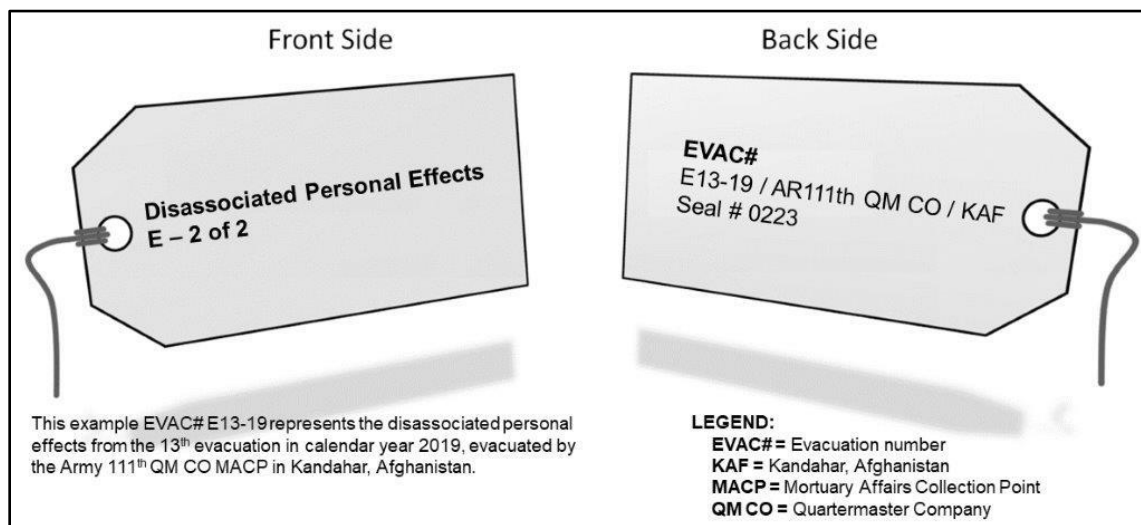 Front Side
Disassociated Personal Effects
E – 2 of 2
Back Side
EVAC#
E13-19 / AR111th QM CO / KAF
Seal # 0223
This example EVAC# E13-19 represents the disassociated personal
effects from the 13th evacuation in calendar year 2019, evacuated by
the Army 111th QM CO MACP in Kandahar, Afghanistan.
LEGEND:
EVAC# = Evacuation number
KAF = Kandahar, Afghanistan
MACP = Mortuary Affairs Collection Point
QM CO = Quartermaster Company